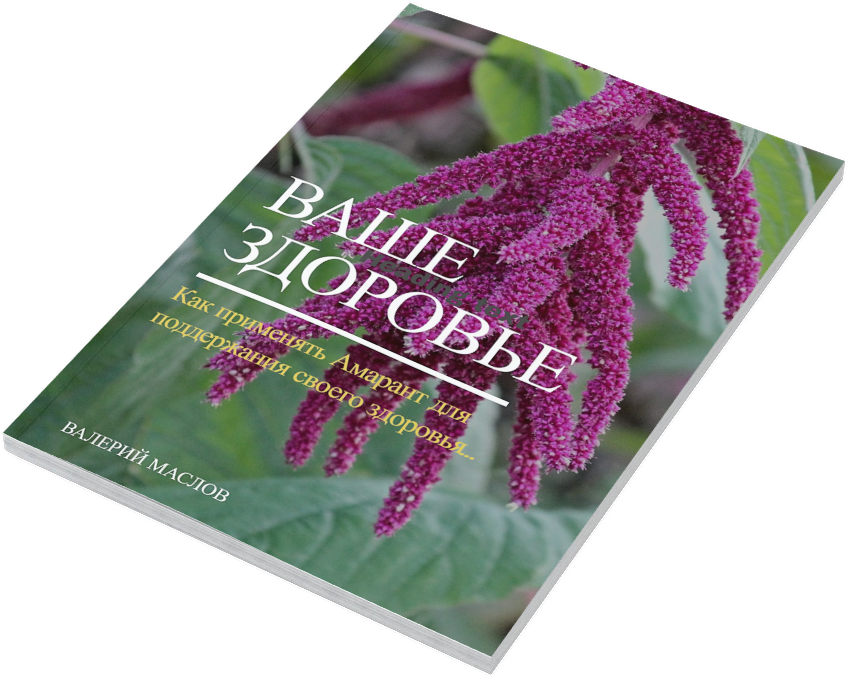 ВАШЕ
ЗДОРОВЬЕ
Как применять Амарант для
поддержания своего здоровья...
ВАЛЕРИЙ МАСЛОВ